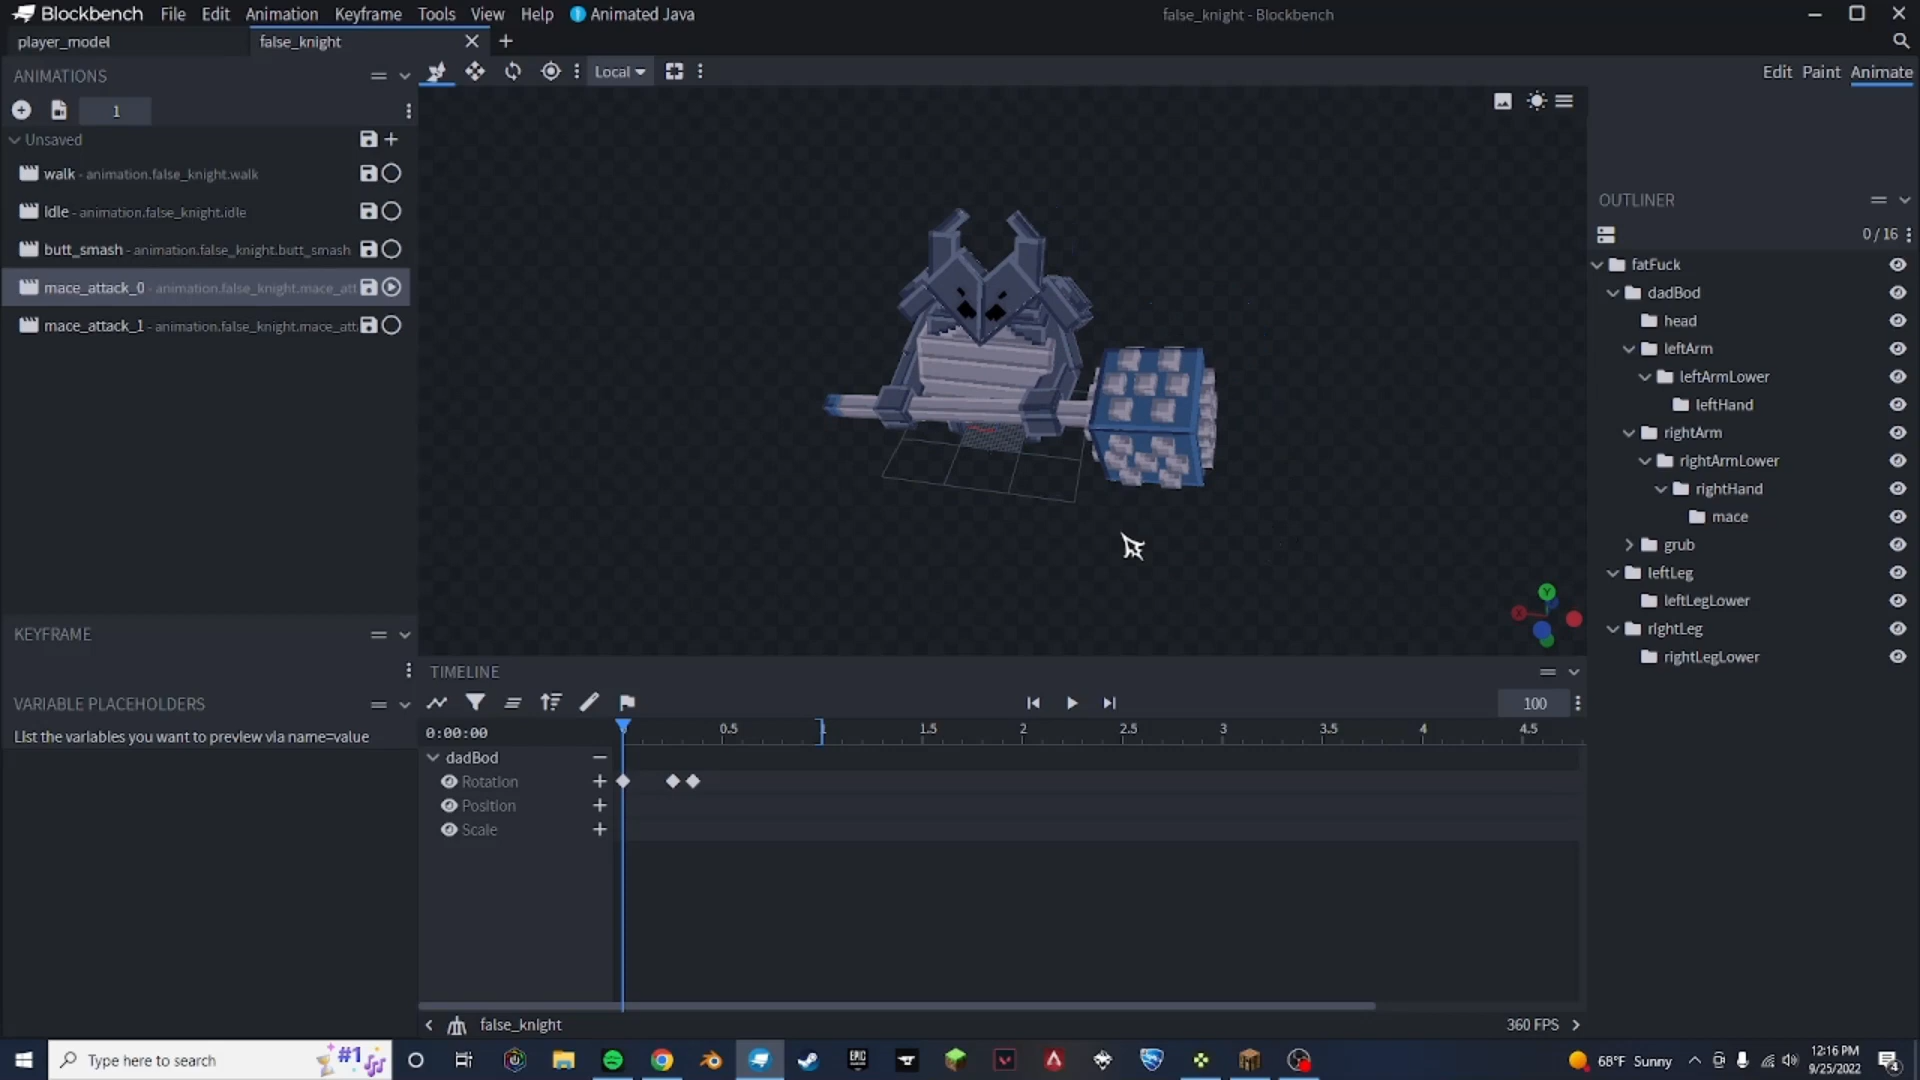 Blockbench File Edit Animation Keyframe Tools View Help Animated Java
false_knight - Blockbench
player_model
false_knight
ANIMATIONS
Local
Edit Paint Animate
1
Unsaved
walk - animation.false_knight.walk
Idle - animation.false_knight.idle
butt_smash - animation.false_knight.butt_smash
mace_attack_0 - animation.false_knight.mace_att
mace_attack_1 - animation.false_knight.mace_att
OUTLINER
0 / 16
fatFuck
dadBod
head
leftArm
leftArmLower
leftHand
rightArm
rightArmLower
rightHand
mace
grub
leftLeg
leftLegLower
rightLeg
rightLegLower
Y
X
KEYFRAME
VARIABLE PLACEHOLDERS
List the variables you want to preview via name=value
TIMELINE
100
0:00:00
0.5 1 1.5 2 2.5 3 3.5 4 4.5
dadBod
Rotation
Position
Scale
false_knight
360 FPS
Type here to search
#1
EPIC
68°F Sunny
12:16 PM
9/25/2022
4